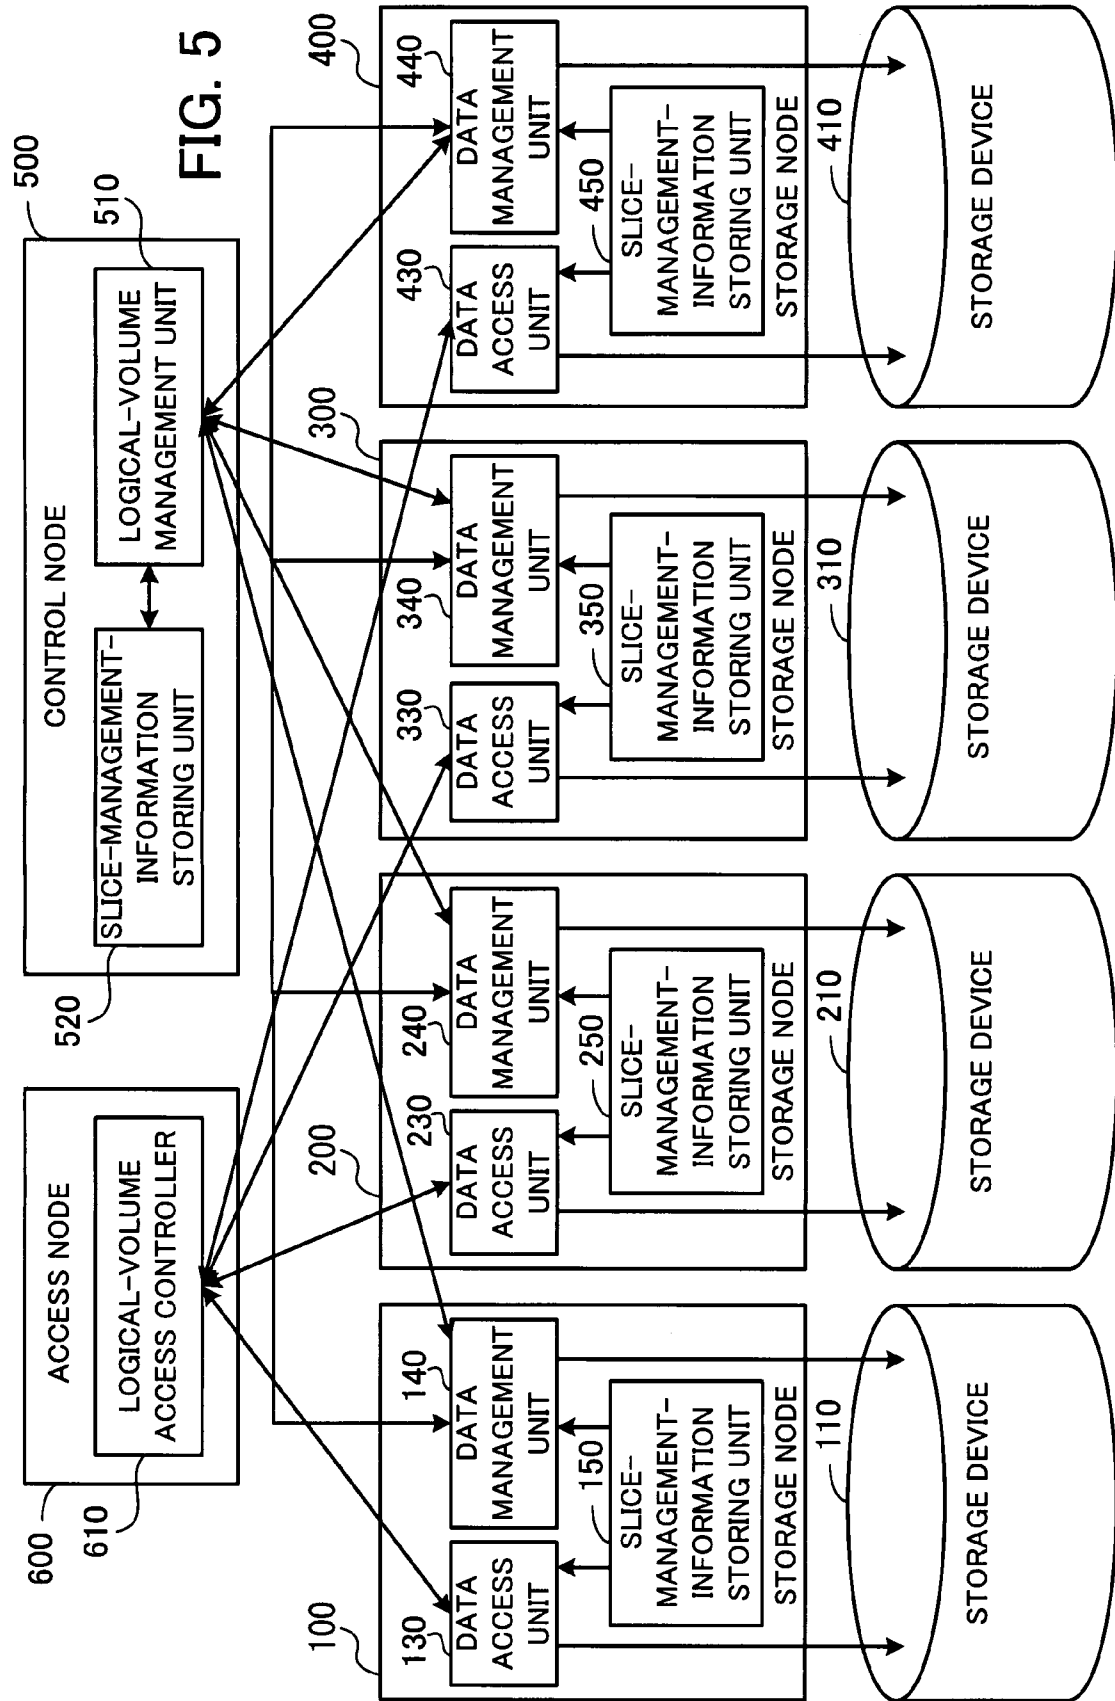 FIG. 5
600
ACCESS NODE
610
LOGICAL-VOLUME
ACCESS CONTROLLER
500
CONTROL NODE
520
SLICE-MANAGEMENT-
INFORMATION
STORING UNIT
510
LOGICAL-VOLUME
MANAGEMENT UNIT
100
130
DATA
ACCESS
UNIT
140
DATA
MANAGEMENT
UNIT
150
SLICE-
MANAGEMENT-
INFORMATION
STORING UNIT
STORAGE NODE
110
STORAGE DEVICE
200
230
DATA
ACCESS
UNIT
240
DATA
MANAGEMENT
UNIT
250
SLICE-
MANAGEMENT-
INFORMATION
STORING UNIT
STORAGE NODE
210
STORAGE DEVICE
300
330
DATA
ACCESS
UNIT
340
DATA
MANAGEMENT
UNIT
350
SLICE-
MANAGEMENT-
INFORMATION
STORING UNIT
STORAGE NODE
310
STORAGE DEVICE
400
430
DATA
ACCESS
UNIT
440
DATA
MANAGEMENT
UNIT
450
SLICE-
MANAGEMENT-
INFORMATION
STORING UNIT
STORAGE NODE
410
STORAGE DEVICE